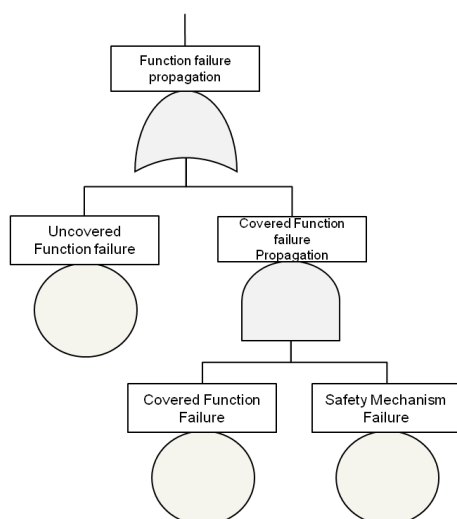 Function failure
propagation
Uncovered
Function failure
Covered Function
failure
Propagation
Covered Function
Failure
Safety Mechanism
Failure